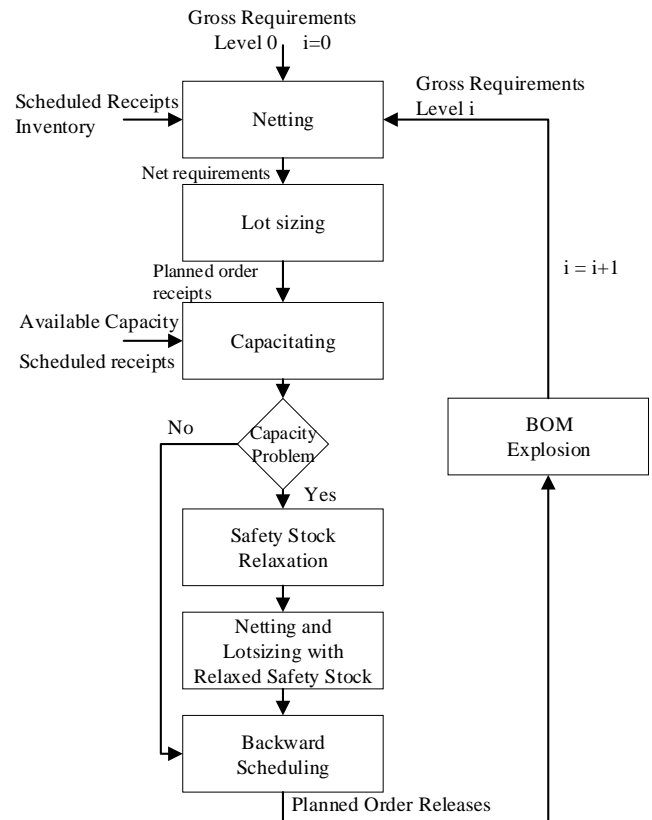 Gross Requirements
Level 0 i=0
Gross Requirements
Level i
Scheduled Receipts
Inventory
Netting
Net requirements
Lot sizing
Planned order
receipts
i = i+1
Available Capacity
Scheduled receipts
Capacitating
No
Capacity
Problem
BOM
Explosion
Yes
Safety Stock
Relaxation
Netting and
Lotsizing with
Relaxed Safety Stock
Backward
Scheduling
Planned Order Releases